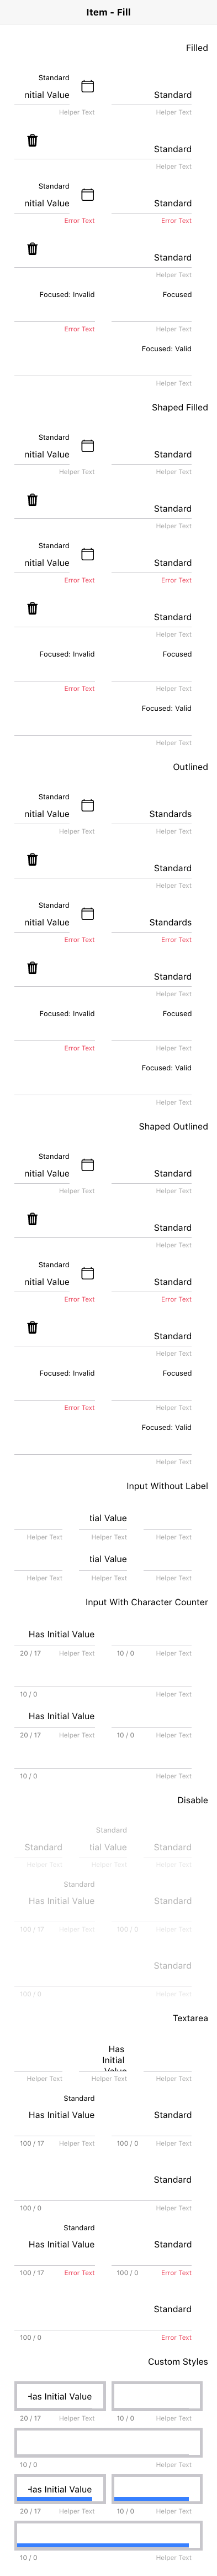 Item - Fill
Filled
Standard
nitial Value
Standard
Helper Text
Helper Text
Standard
Helper Text
Standard
nitial Value
Standard
Error Text
Error Text
Standard
Helper Text
Focused: Invalid
Focused
Error Text
Helper Text
Focused: Valid
Helper Text
Shaped Filled
Standard
nitial Value
Standard
Helper Text
Helper Text
Standard
Helper Text
Standard
nitial Value
Standard
Error Text
Error Text
Standard
Helper Text
Focused: Invalid
Focused
Error Text
Helper Text
Focused: Valid
Helper Text
Outlined
Standard
nitial Value
Standards
Helper Text
Helper Text
Standard
Helper Text
Standard
nitial Value
Standards
Error Text
Error Text
Standard
Helper Text
Focused: Invalid
Focused
Error Text
Helper Text
Focused: Valid
Helper Text
Shaped Outlined
Standard
nitial Value
Standard
Helper Text
Helper Text
Standard
Helper Text
Standard
nitial Value
Standard
Error Text
Error Text
Standard
Helper Text
Focused: Invalid
Focused
Error Text
Helper Text
Focused: Valid
Helper Text
Input Without Label
tial Value
Helper Text
Helper Text
Helper Text
tial Value
Helper Text
Helper Text
Helper Text
Input With Character Counter
Has Initial Value
20 / 17
Helper Text
10 / 0
Helper Text
10 / 0
Helper Text
Has Initial Value
20 / 17
Helper Text
10 / 0
Helper Text
10 / 0
Helper Text
Disable
Standard
Standard
tial Value
Standard
Helper Text
Helper Text
Helper Text
Standard
Has Initial Value
Standard
100 / 17
Helper Text
100 / 0
Helper Text
Standard
100 / 0
Helper Text
Textarea
Has
Initial
Value
Helper Text
Helper Text
Helper Text
Standard
Has Initial Value
Standard
100 / 17
Helper Text
100 / 0
Helper Text
Standard
100 / 0
Helper Text
Standard
Has Initial Value
Standard
100 / 17
Error Text
100 / 0
Error Text
Standard
100 / 0
Error Text
Custom Styles
Has Initial Value
20 / 17
Helper Text
10 / 0
Helper Text
10 / 0
Helper Text
Has Initial Value
20 / 17
Helper Text
10 / 0
Helper Text
10 / 0
Helper Text